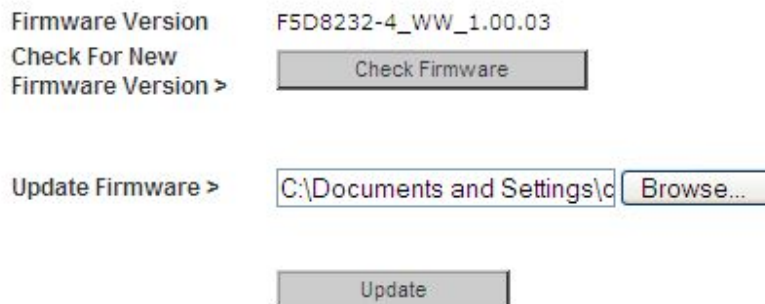 Firmware Version F5D8232-4_WW_1.00.03
Check For New
Firmware Version > Check Firmware
Update Firmware > C:\Documents and Settings\c Browse...
Update